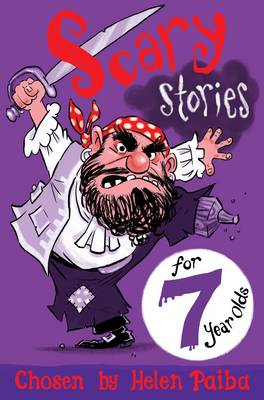 Scary
Stories
for
7
Year Olds
Chosen by Helen Paiba